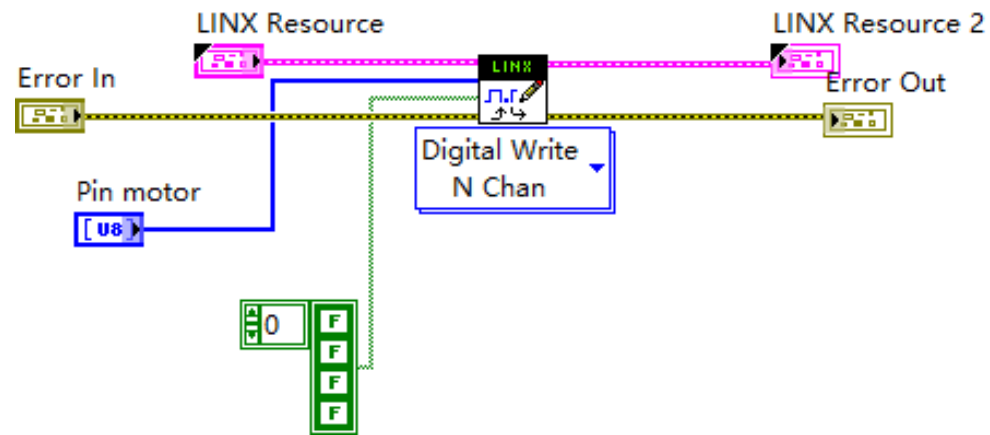 LINX Resource
LINX Resource 2
Error In
LINX
Error Out
Digital Write
N Chan
Pin motor
[U8]
0
F
F
F
F